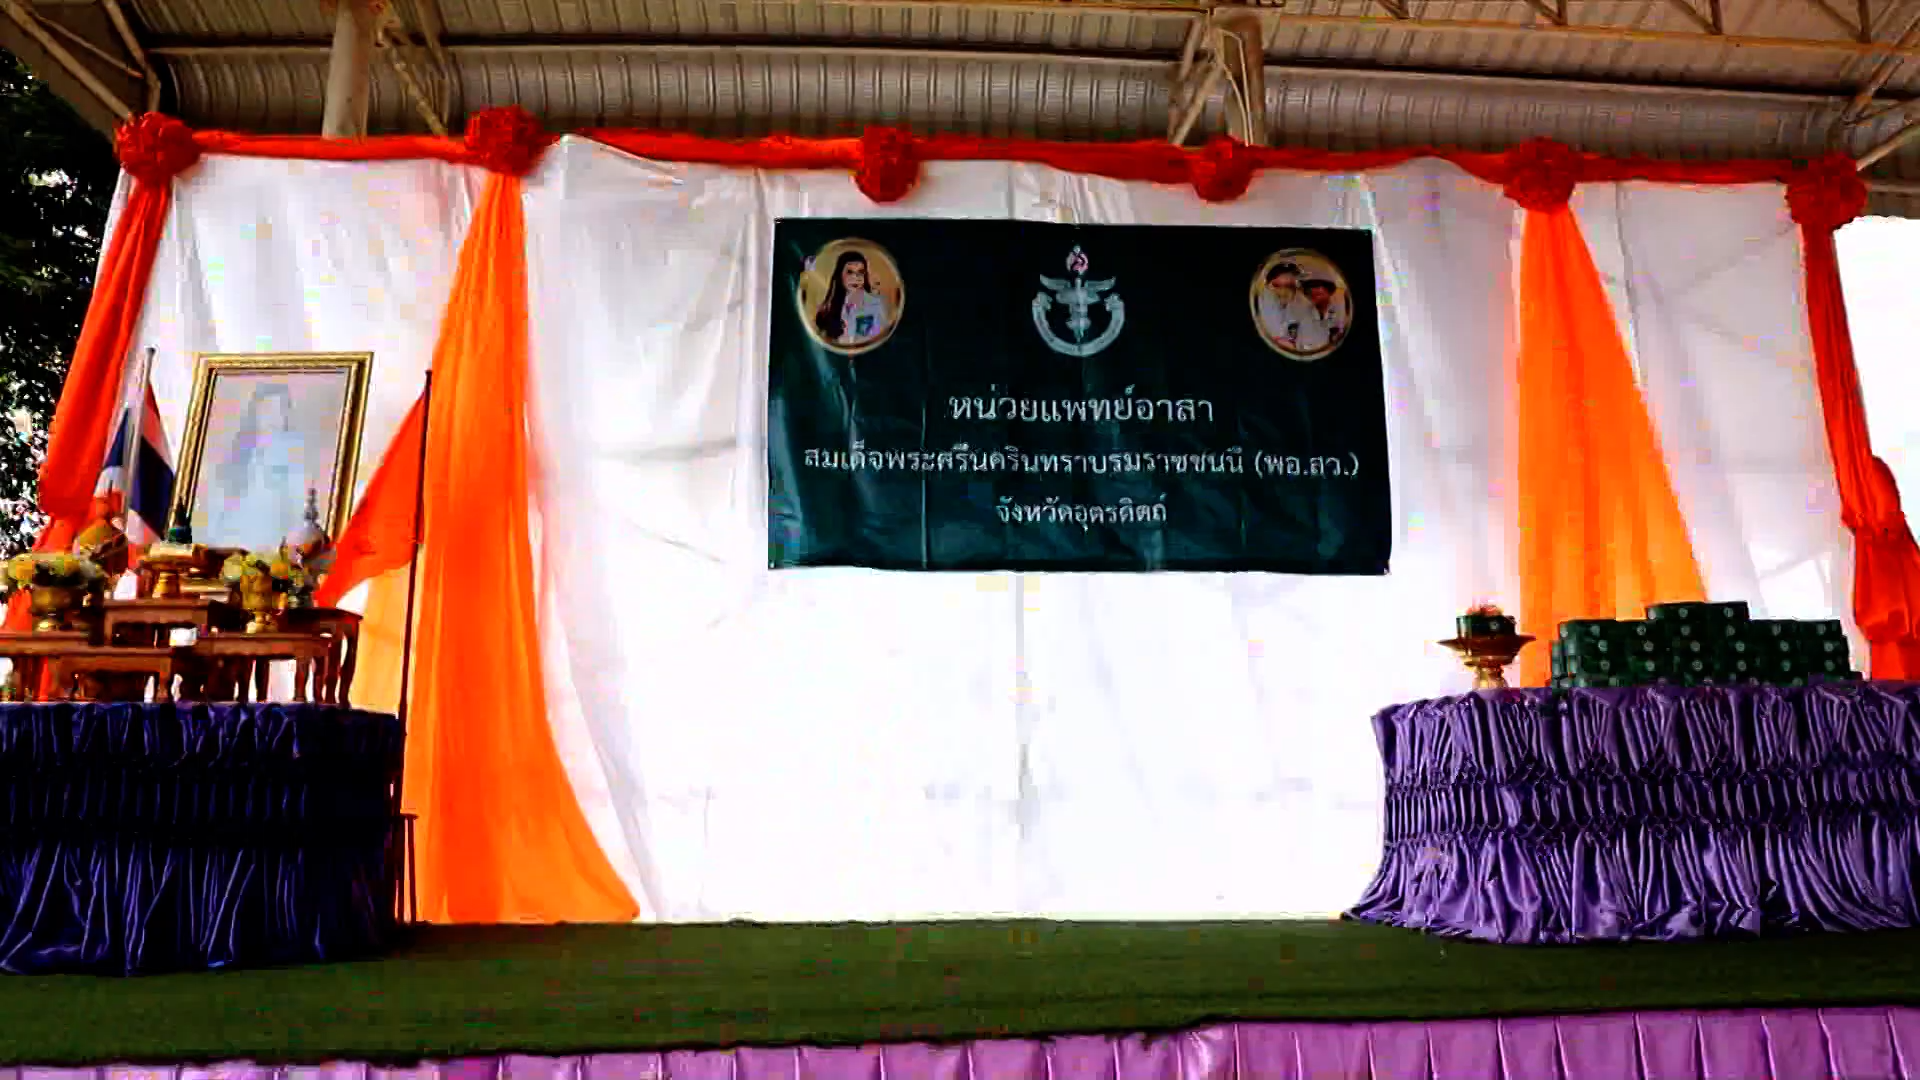 หน่วยแพทย์อาสา
สมเด็จพระศรีนครินทราบรมราชชนนี (พอ.สว.)
จังหวัดอุตรดิตถ์